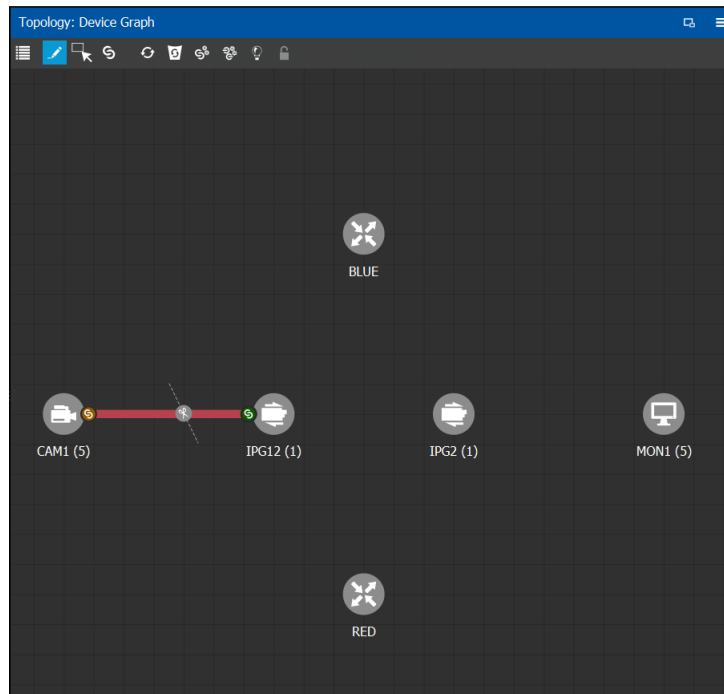 Topology: Device Graph
BLUE
CAM1 (5)
IPG12 (1)
IPG2 (1)
MON1 (5)
RED